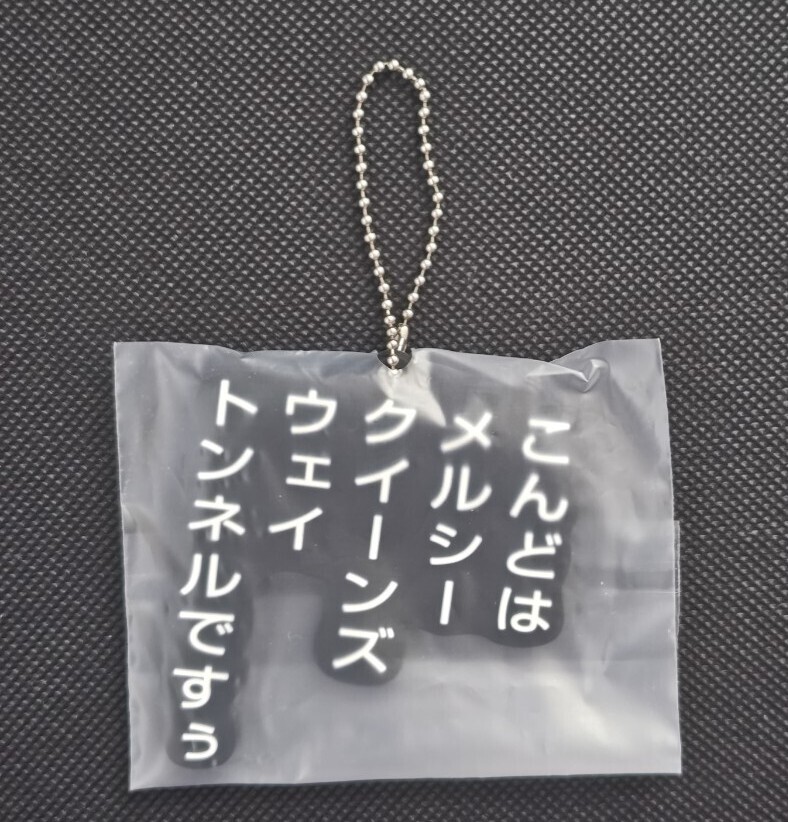 こんどは
メルシー
クイーンズ
ウェイ
トンネルですぅ